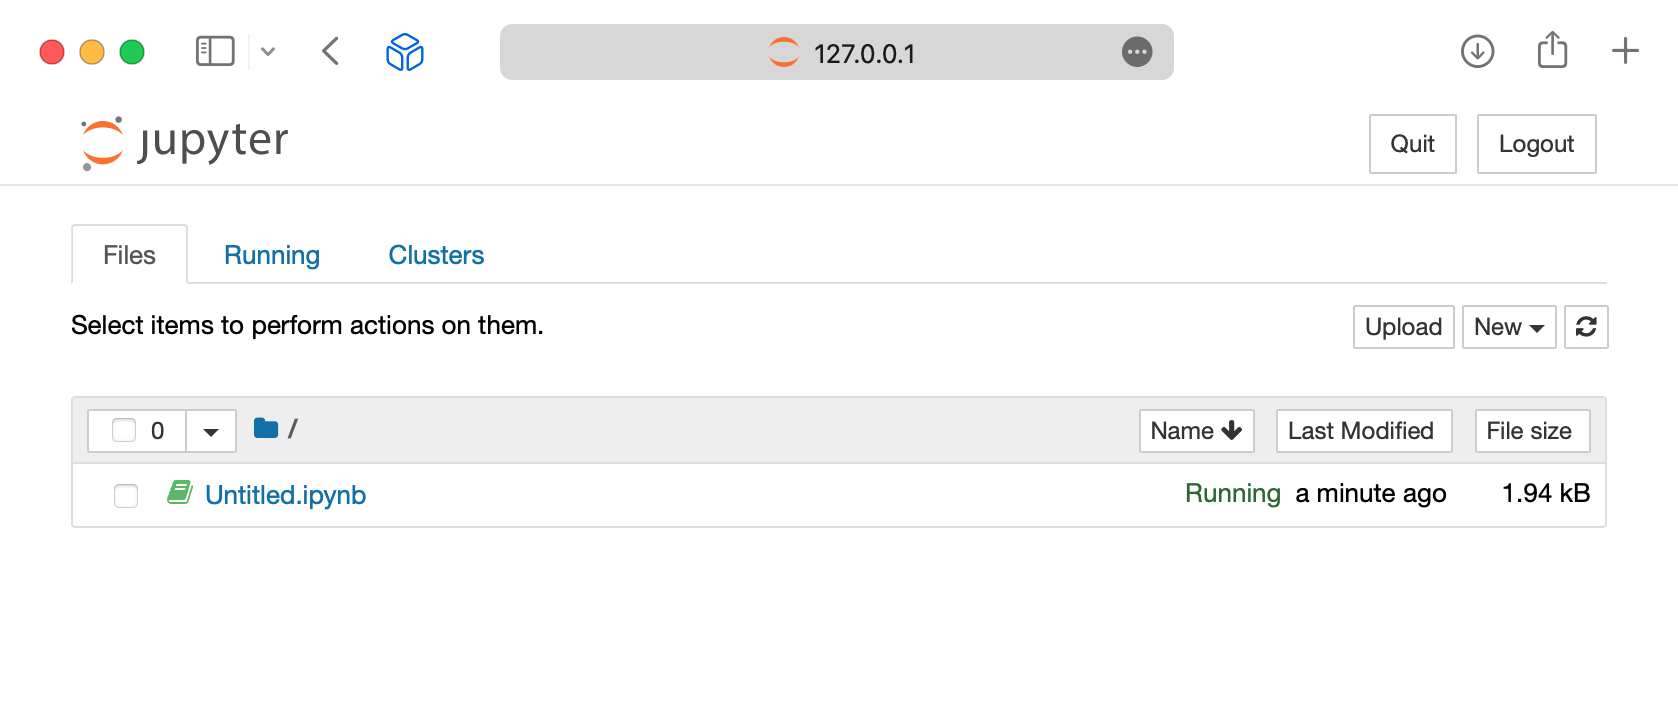 127.0.0.1
jupyter
Quit Logout
Files Running Clusters
Select items to perform actions on them.
Upload New
0 / Name Last Modified File size
Untitled.ipynb Running a minute ago 1.94 kB